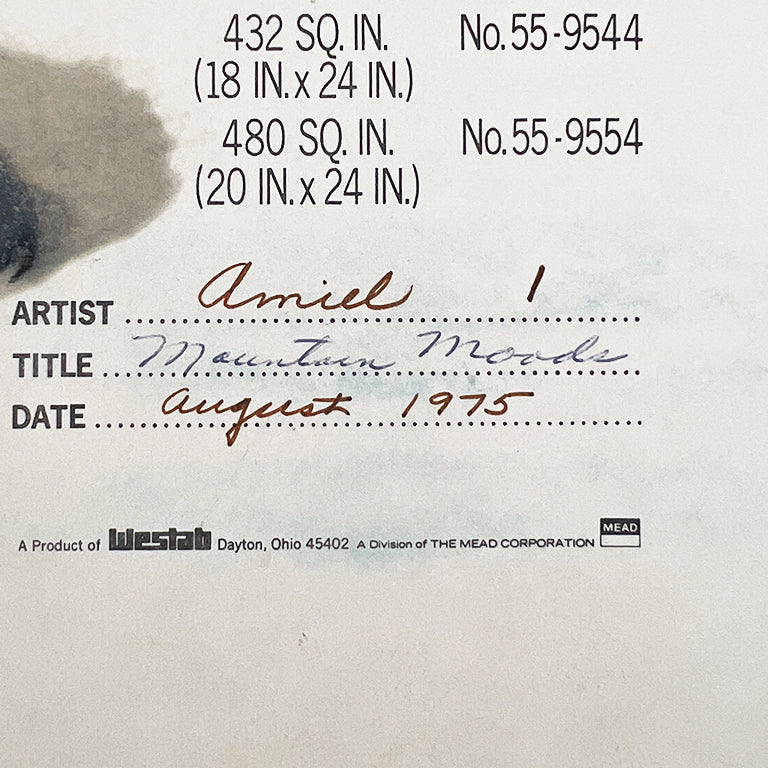 432 SQ. IN. No. 55-9544
(18 IN. x 24 IN.)
480 SQ. IN. No. 55-9554
(20 IN. x 24 IN.)
ARTIST Amiel 1
TITLE Mountain Moods
DATE August 1975
A Product of Westab Dayton, Ohio 45402 A Division of THE MEAD CORPORATION MEAD